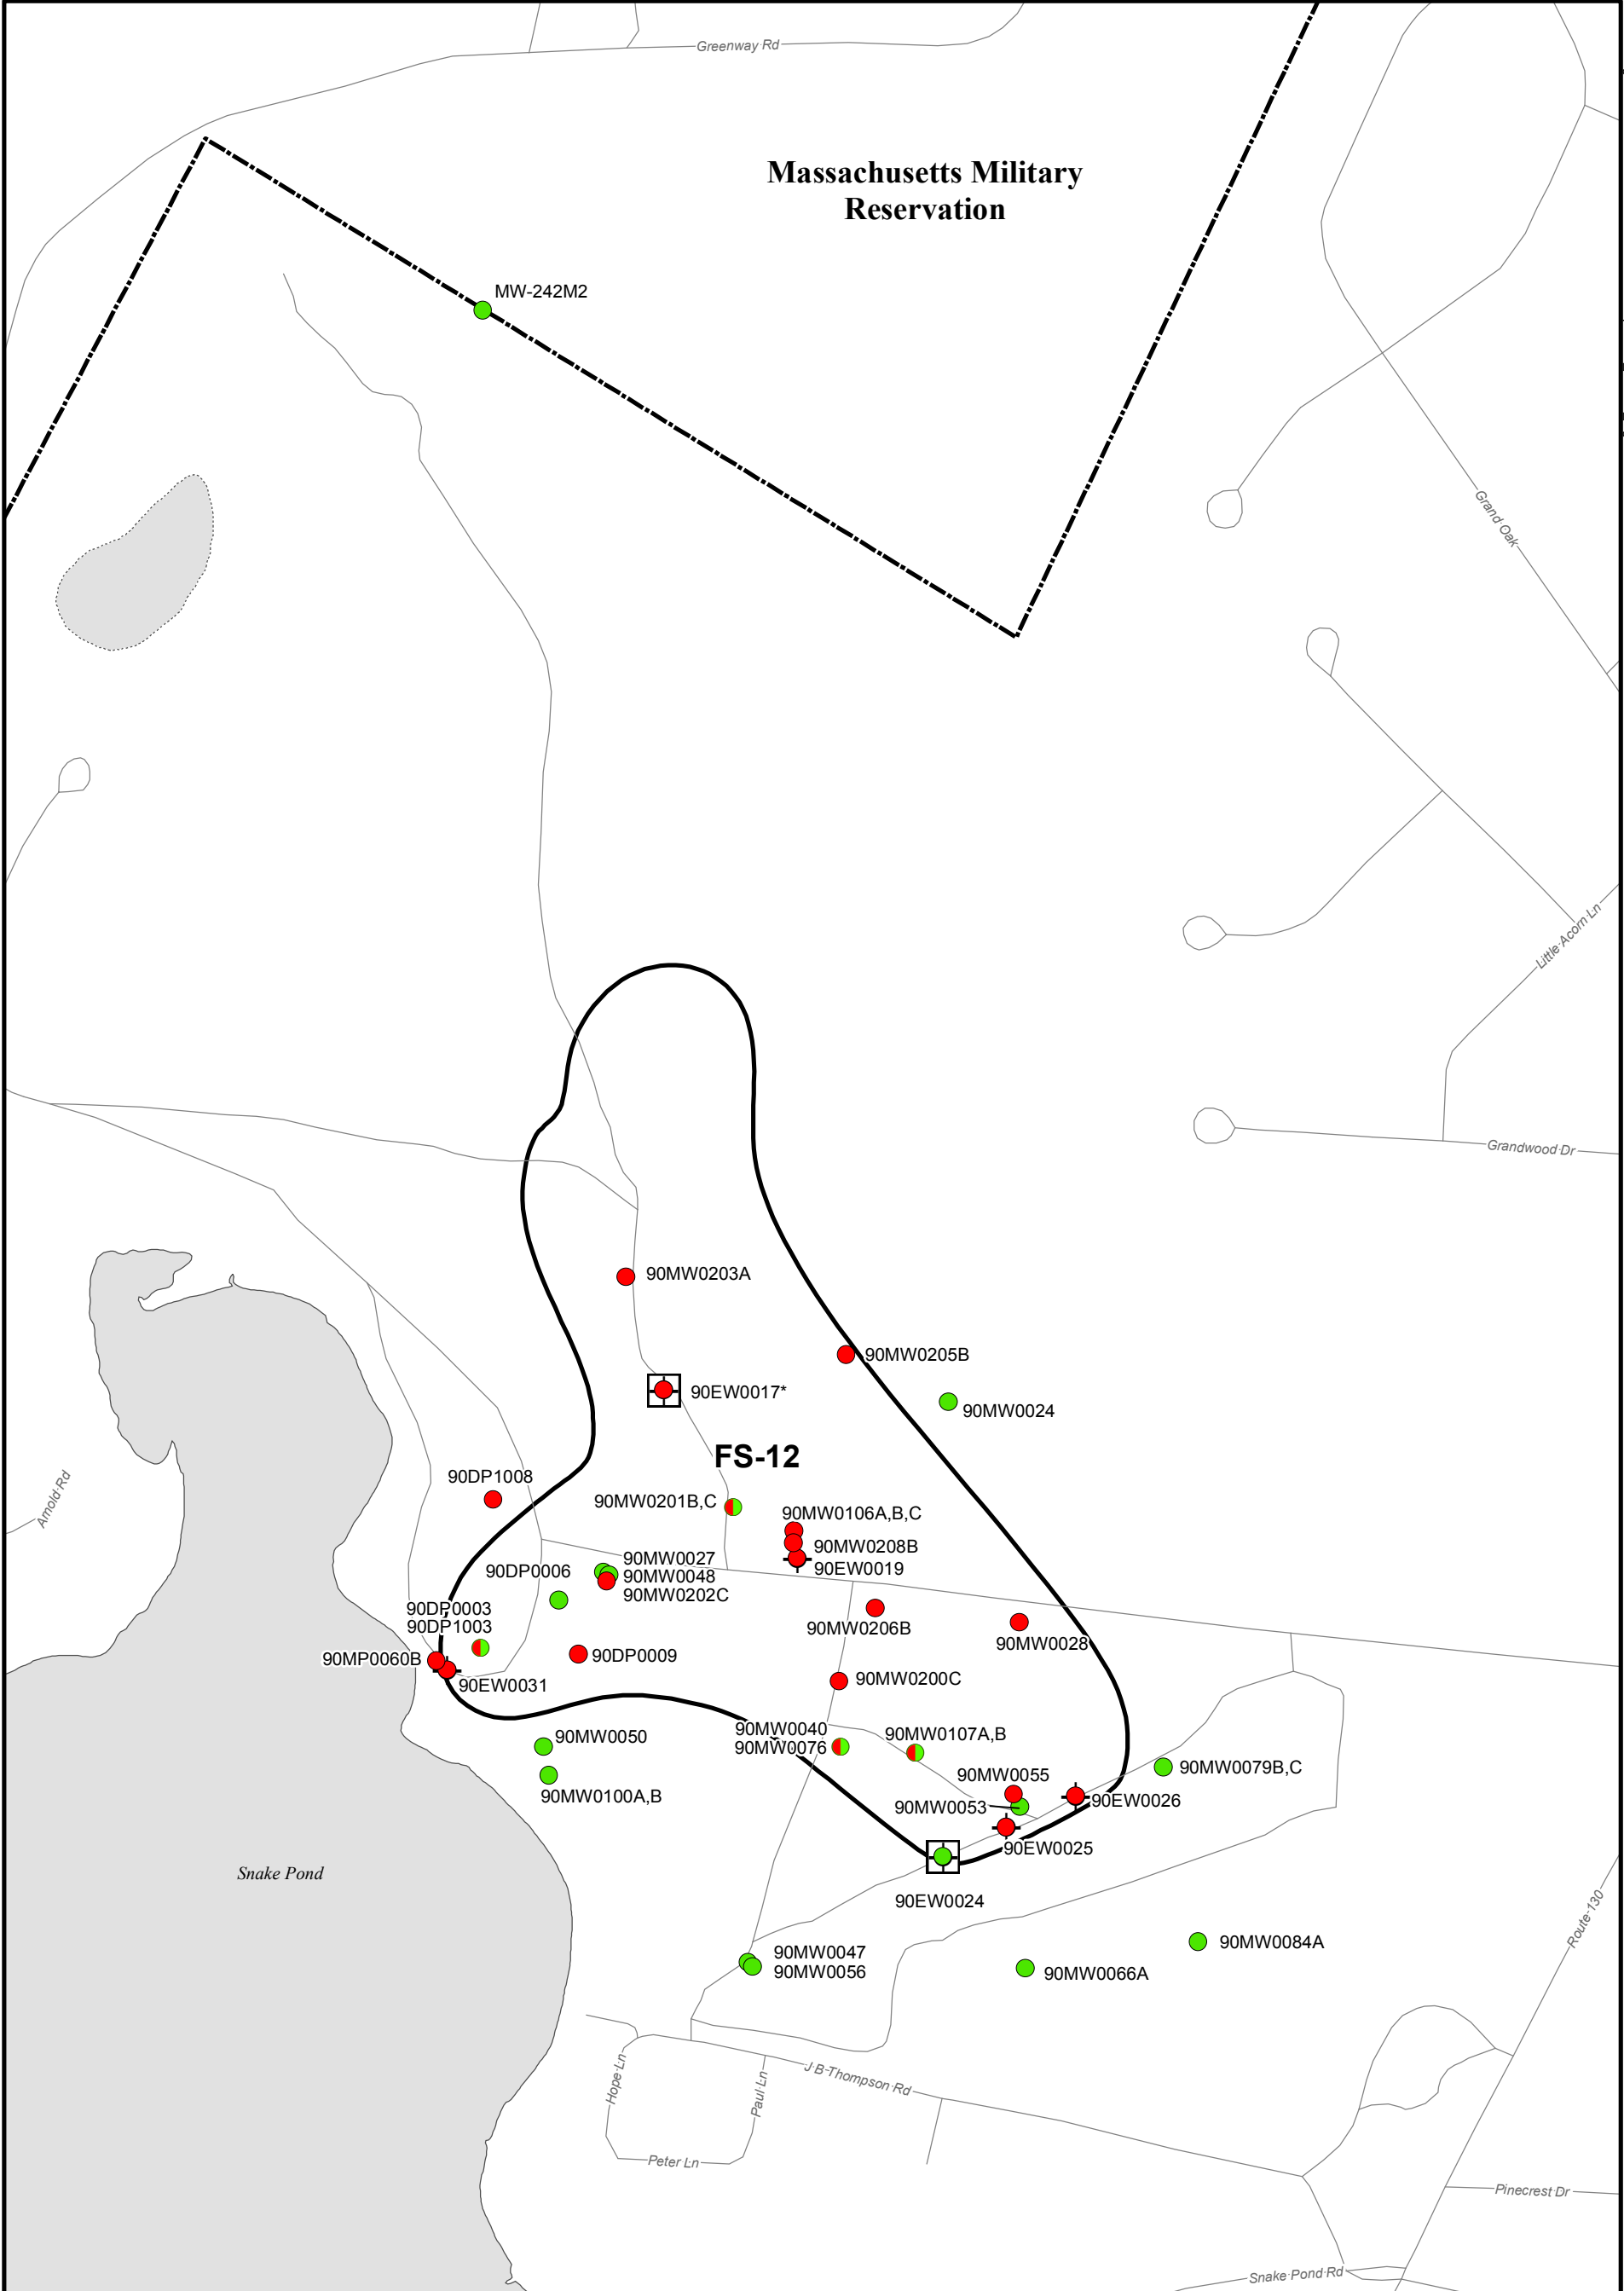 Greenway Rd
Massachusetts Military
Reservation
MW-242M2
Grand Oak
Little Acorn Ln
Grandwood Dr
90MW0203A
90MW0205B
90EW0017*
90MW0024
FS-12
90DP1008
Arnold Rd
90MW0201B,C
90MW0106A,B,C
90MW0208B
90EW0019
90MW0027
90MW0048
90MW0202C
90DP0006
90DP0003
90DP1003
90MW0206B
90MW0028
90MP0060B
90DP0009
90EW0031
90MW0200C
90MW0040
90MW0076
90MW0107A,B
90MW0050
90MW0079B,C
90MW0100A,B
90MW0055
90MW0053
90EW0026
90EW0025
Snake Pond
90EW0024
Route 130
90MW0084A
90MW0047
90MW0056
90MW0066A
Hope Ln
Paul Ln
J B Thompson Rd
Peter Ln
Pinecrest Dr
Snake Pond Rd